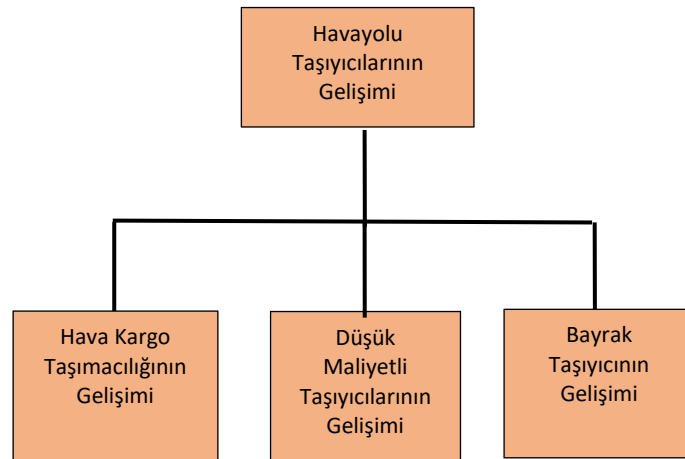 Havayolu
Taşıyıcılarının
Gelişimi
Hava Kargo
Taşımacılığının
Gelişimi
Düşük
Maliyetli
Taşıyıcılarının
Gelişimi
Bayrak
Taşıyıcının
Gelişimi